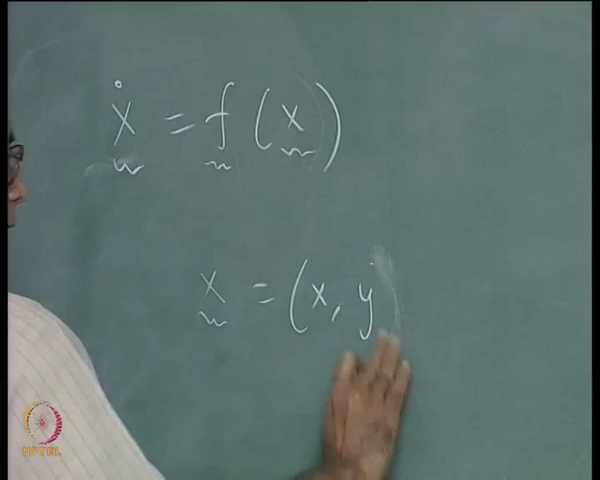 ẋ = f(x)
x = (x, y
NPTEL